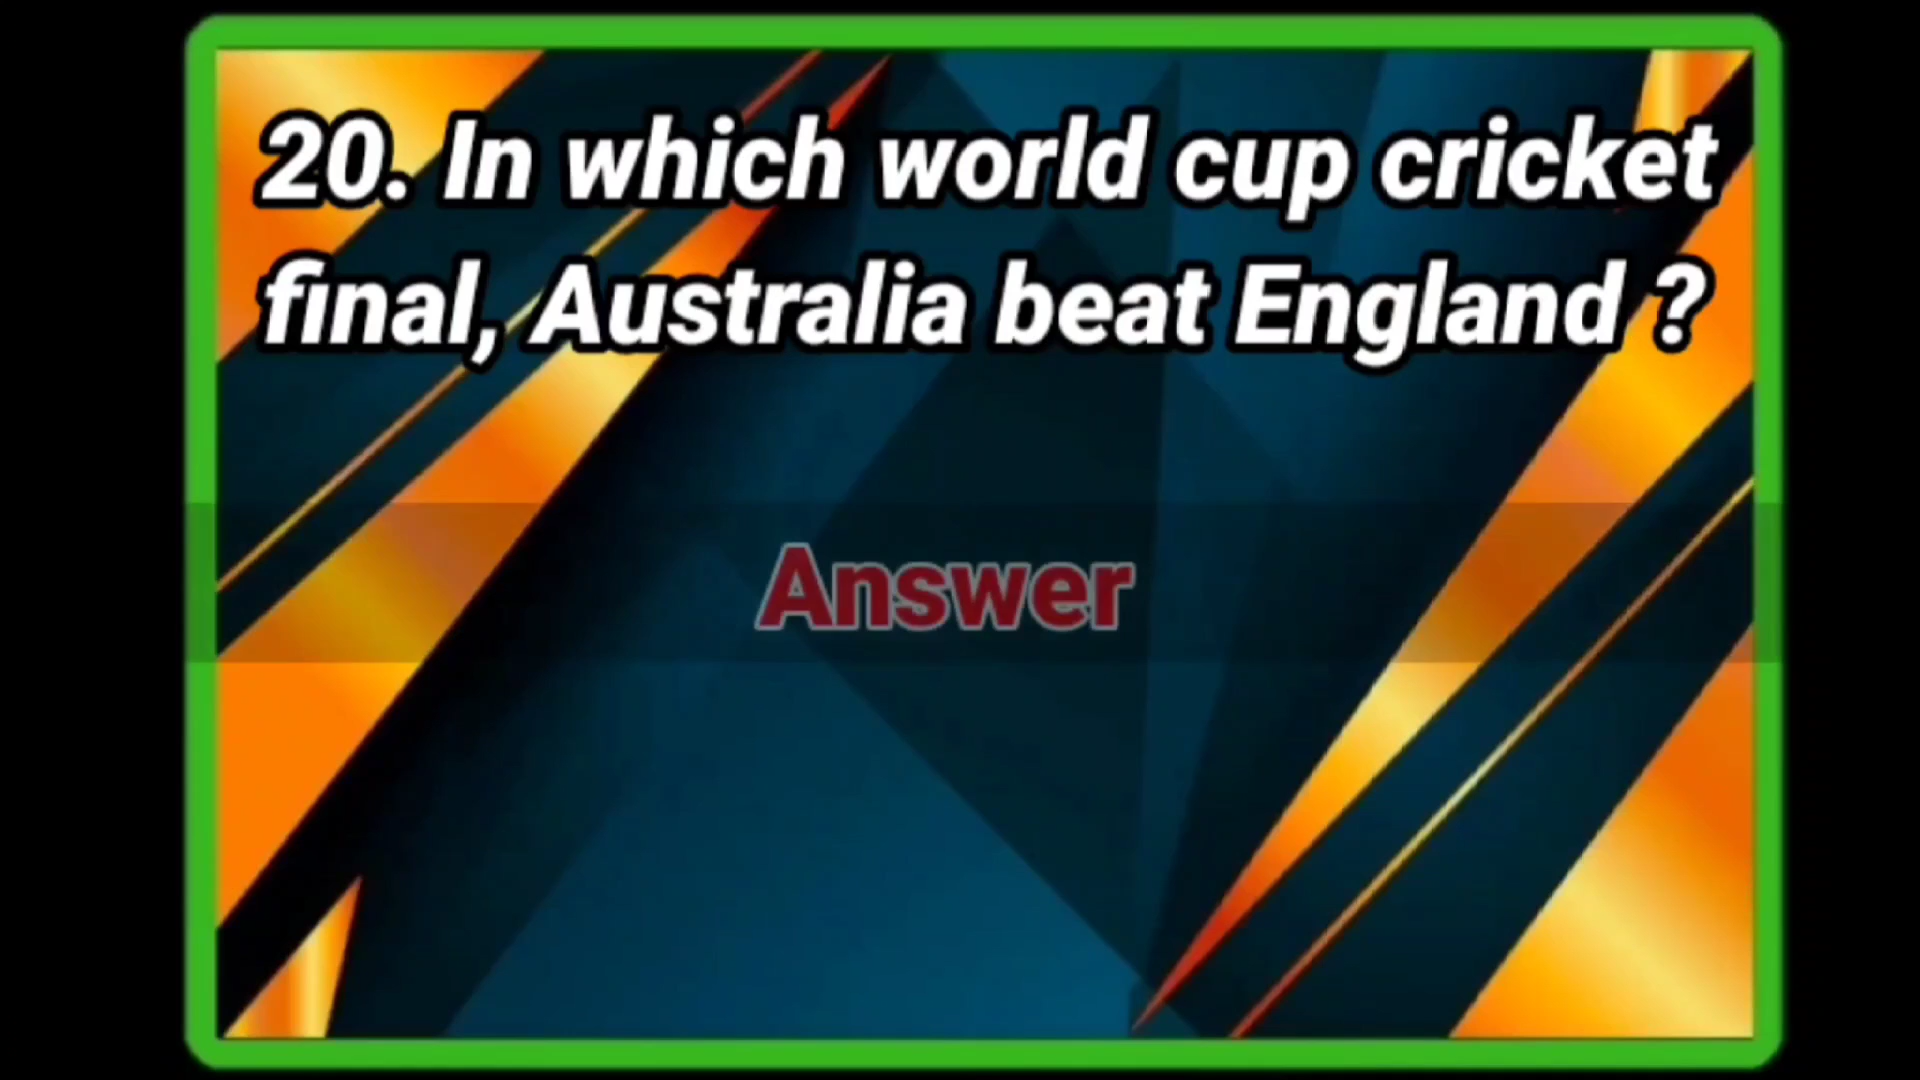 20. In which world cup cricket
final, Australia beat England ?
Answer